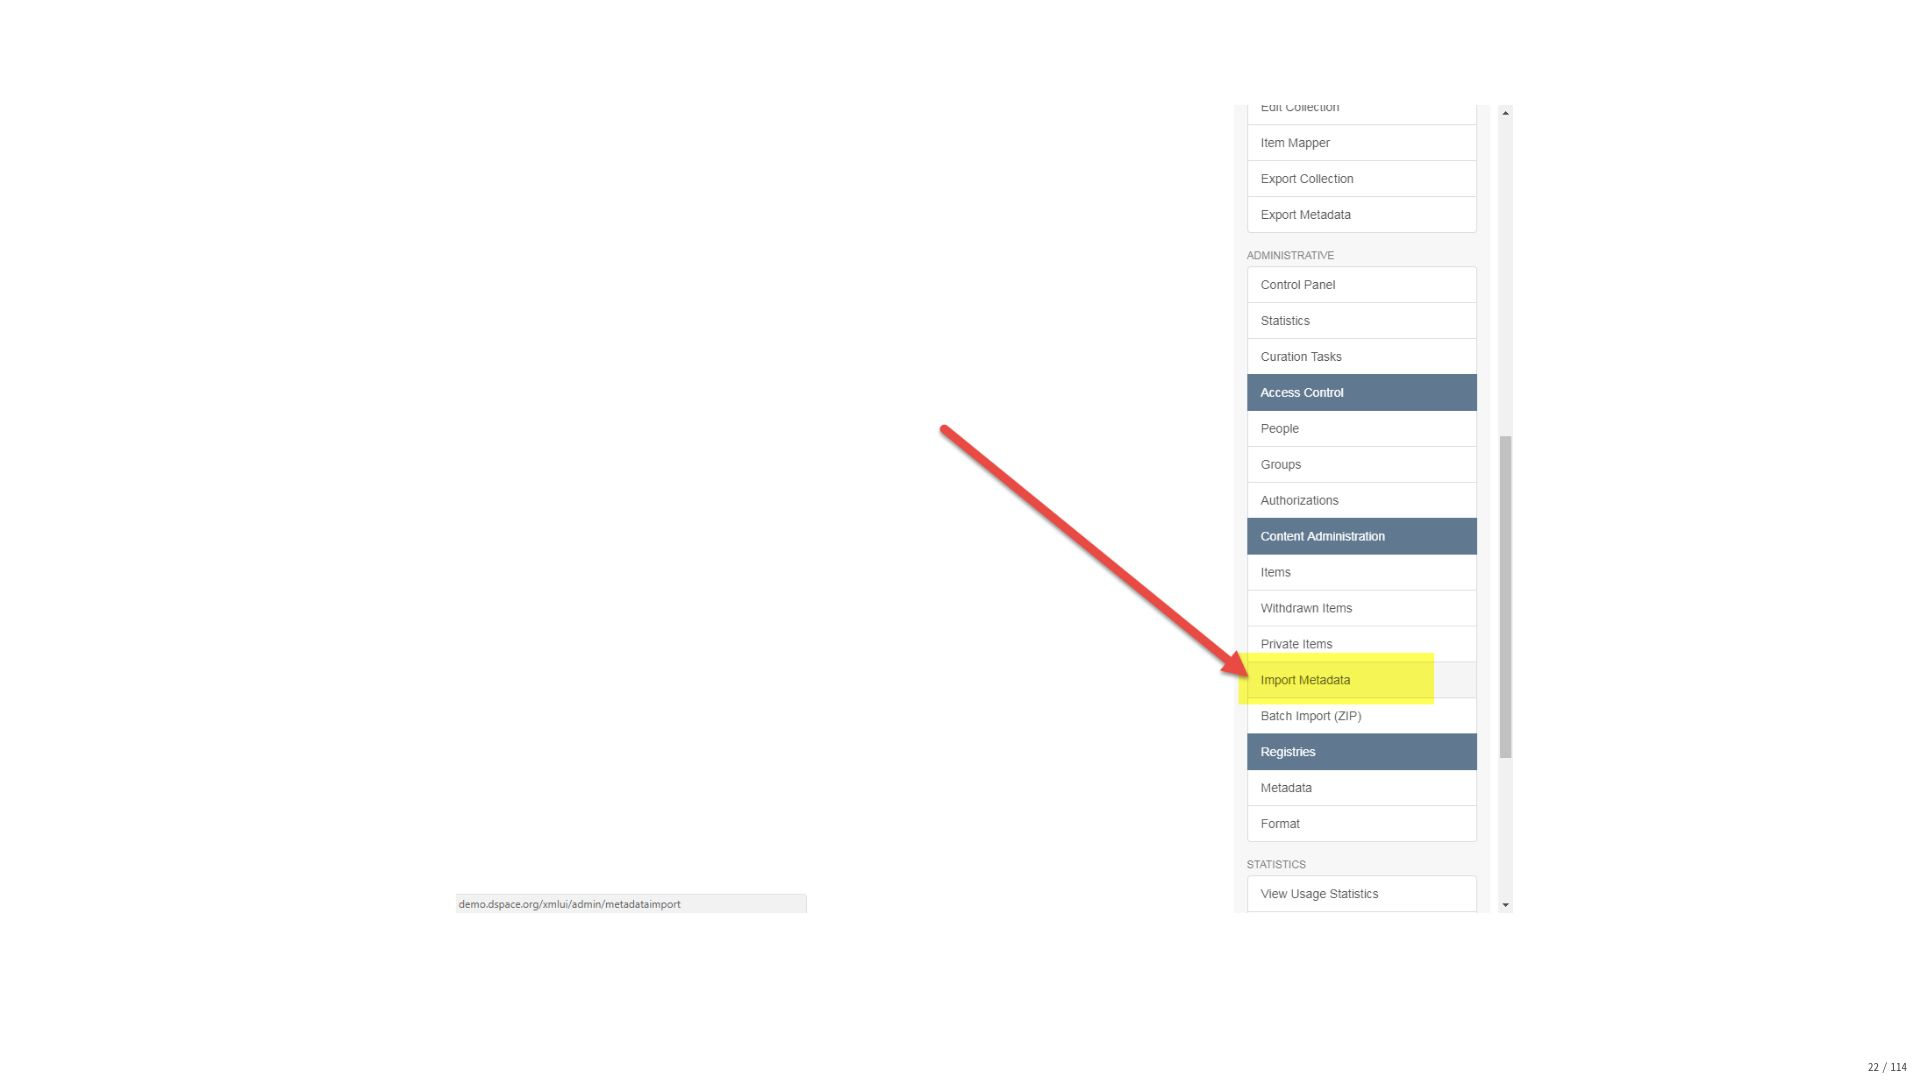 Edit Collection
Item Mapper
Export Collection
Export Metadata
ADMINISTRATIVE
Control Panel
Statistics
Curation Tasks
Access Control
People
Groups
Authorizations
Content Administration
Items
Withdrawn Items
Private Items
Import Metadata
Batch Import (ZIP)
Registries
Metadata
Format
STATISTICS
View Usage Statistics
demo.dspace.org/xmlui/admin/metadataimport
22 / 114